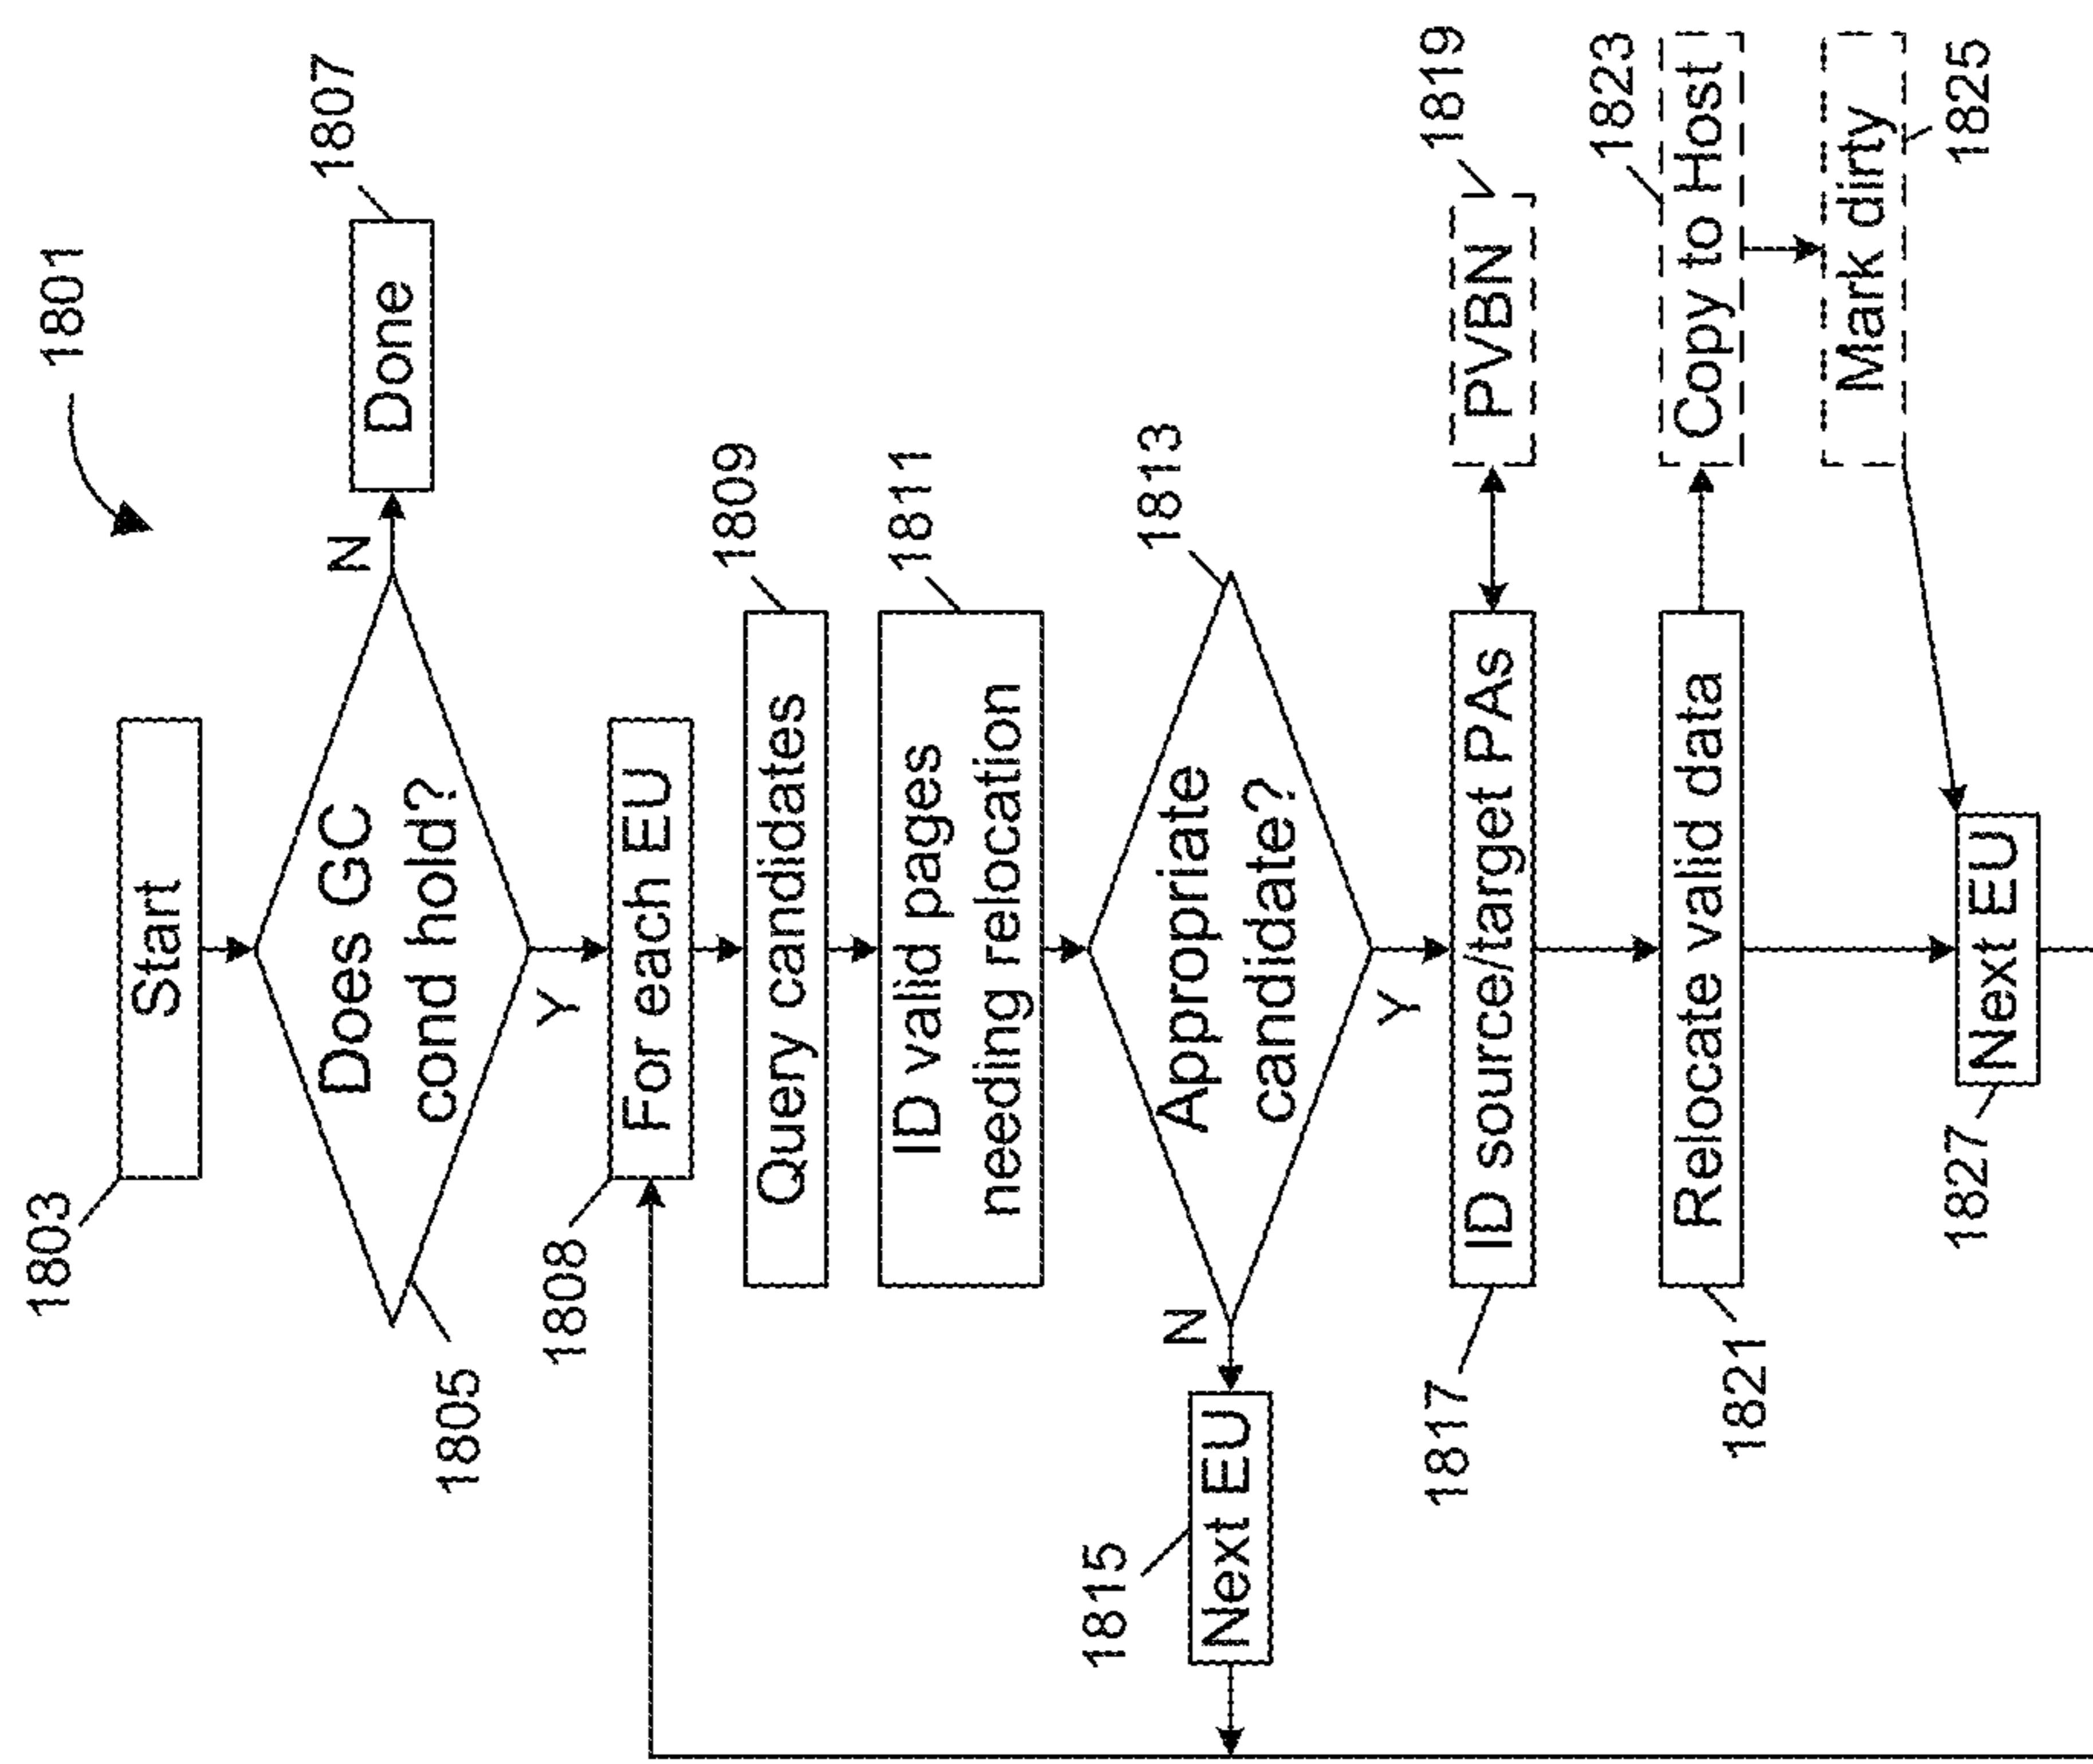 1801
1803
Start
1805
Does GC
cond hold?
N
Done
1807
Y
1808
For each EU
Query candidates
1809
ID valid pages
needing relocation
1811
Appropriate
candidate?
1813
N
1815
Next EU
Y
1817
ID source/target PAs
PVBN
1819
1821
Relocate valid data
Copy to Host
1823
Mark dirty
1825
1827
Next EU